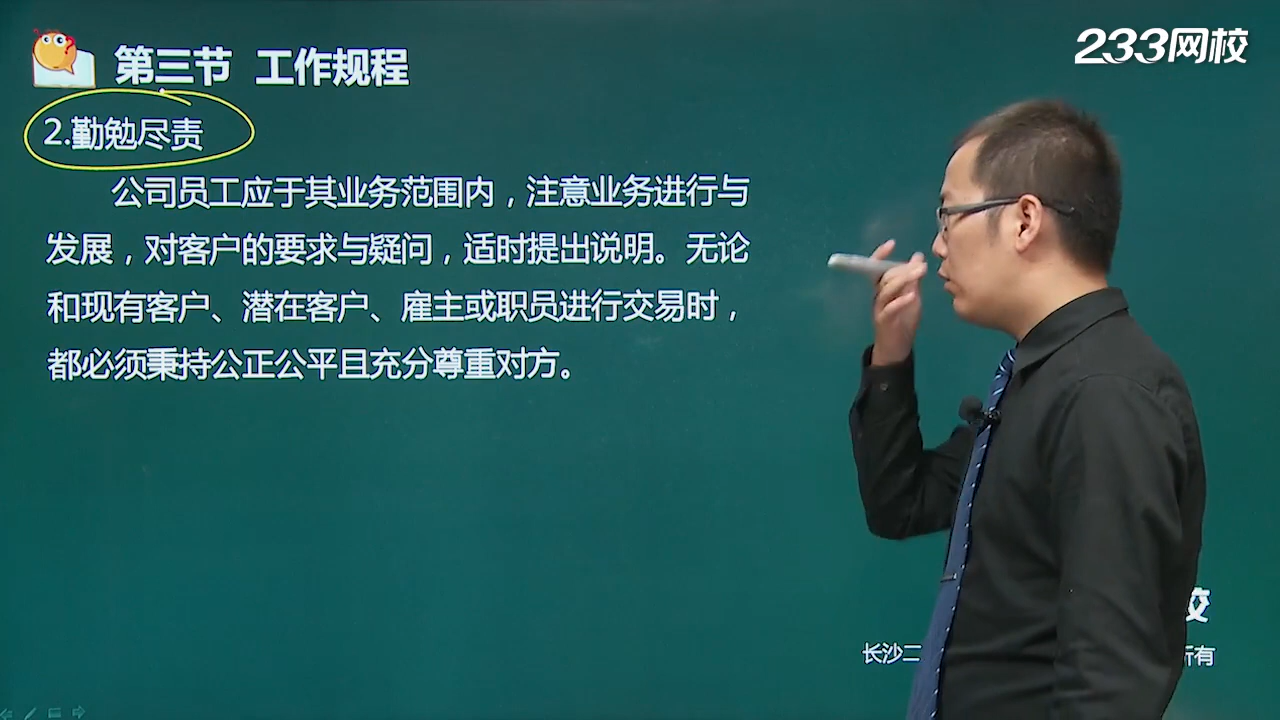 233网校
第三节 工作规程
2.勤勉尽责
公司员工应于其业务范围内，注意业务进行与
发展，对客户的要求与疑问，适时提出说明。无论
和现有客户、潜在客户、雇主或职员进行交易时，
都必须秉持公正公平且充分尊重对方。
校
长沙二
所有